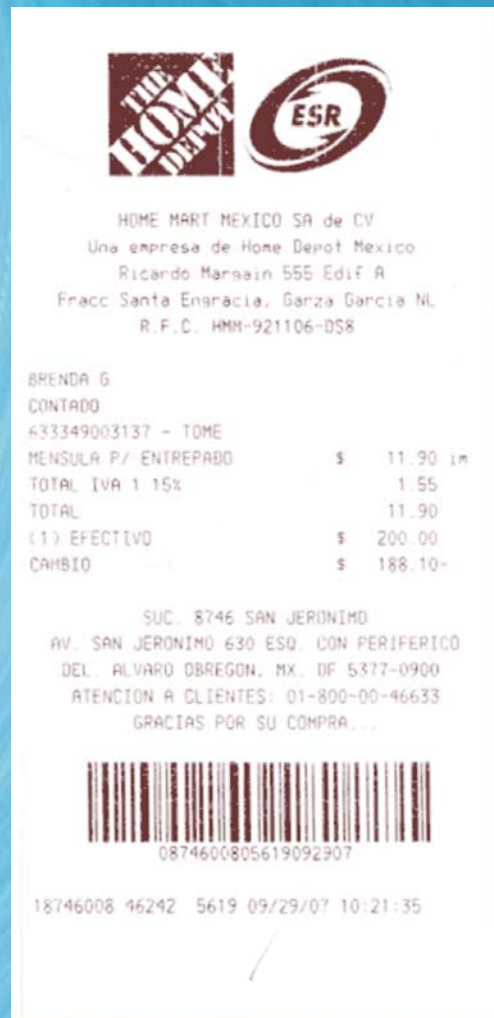 THE
HOME
DEPOT
ESR
HOME MART MEXICO SA de CV
Una empresa de Home Depot Mexico
Ricardo Margain 555 Edif A
Fracc Santa Engracia, Garza Garcia NL
R.F.C. HMM-921106-DS8
BRENDA G
CONTADO
633349003137 - TOME
MENSULA P/ ENTREPABO $ 11.90 im
TOTAL IVA 1 15% 1.55
TOTAL 11.90
(1) EFECTIVO $ 200.00
CAMBIO $ 188.10-
SUC. 8746 SAN JERONIMO
AV. SAN JERONIMO 630 ESQ. CON PERIFERICO
DEL. ALVARO OBREGON, MX. DF 5377-0900
ATENCION A CLIENTES: 01-800-00-46633
GRACIAS POR SU COMPRA...
0874600805619092907
18746008 46242 5619 09/29/07 10:21:35